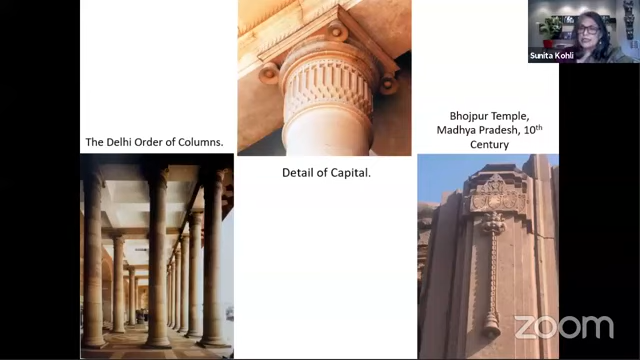 Sunita Kohli
The Delhi Order of Columns.
Detail of Capital.
Bhojpur Temple,
Madhya Pradesh, 10th
Century
zoom